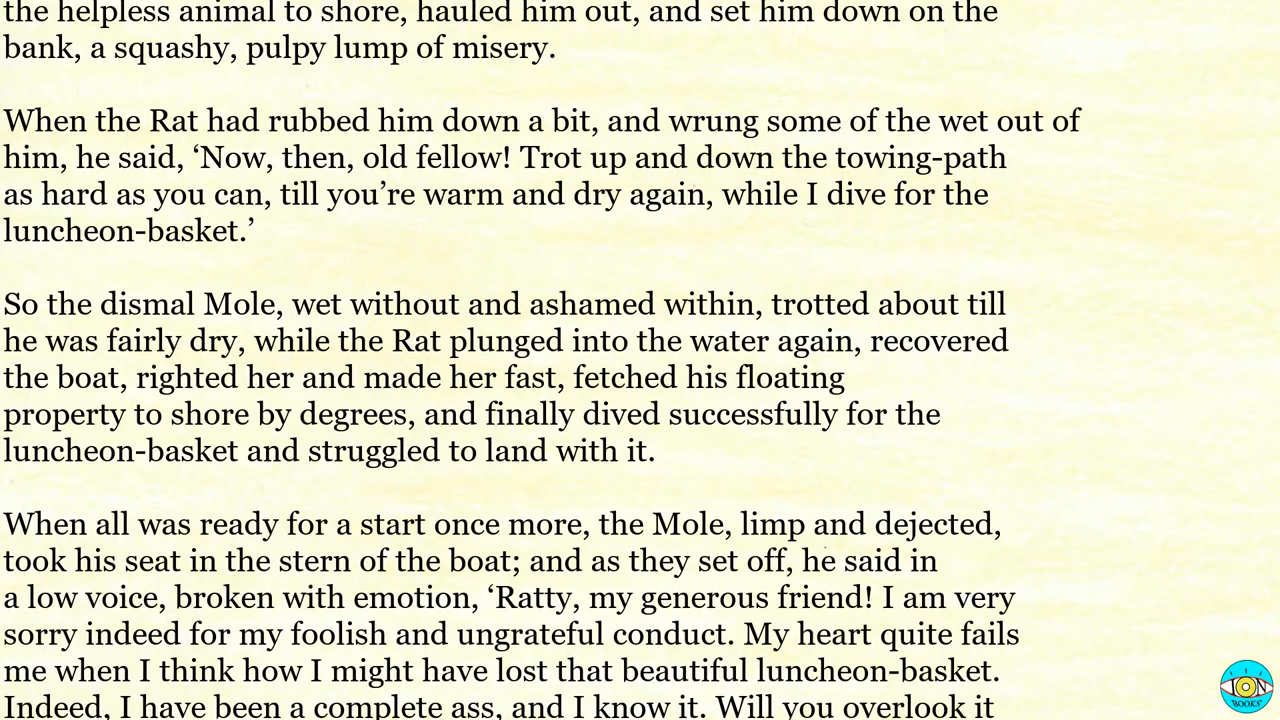 the helpless animal to shore, hauled him out, and set him down on the
bank, a squashy, pulpy lump of misery.
When the Rat had rubbed him down a bit, and wrung some of the wet out of
him, he said, ‘Now, then, old fellow! Trot up and down the towing-path
as hard as you can, till you’re warm and dry again, while I dive for the
luncheon-basket.’
So the dismal Mole, wet without and ashamed within, trotted about till
he was fairly dry, while the Rat plunged into the water again, recovered
the boat, righted her and made her fast, fetched his floating
property to shore by degrees, and finally dived successfully for the
luncheon-basket and struggled to land with it.
When all was ready for a start once more, the Mole, limp and dejected,
took his seat in the stern of the boat; and as they set off, he said in
a low voice, broken with emotion, ‘Ratty, my generous friend! I am very
sorry indeed for my foolish and ungrateful conduct. My heart quite fails
me when I think how I might have lost that beautiful luncheon-basket.
Indeed, I have been a complete ass, and I know it. Will you overlook it
ION
BOOKS